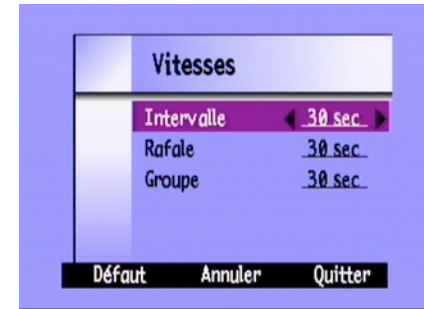 Vitesses
Intervalle 30 sec
Rafale 30 sec
Groupe 30 sec
Défaut Annuler Quitter